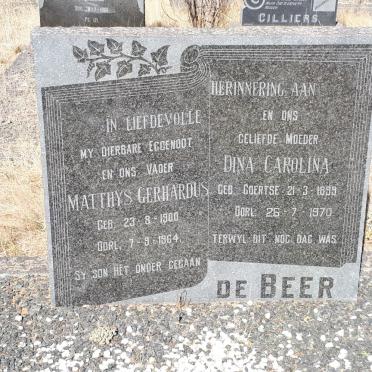 CILLIERS
IN LIEFDEVOLLE
MY DIERBARE EGGENOOT
EN ONS VADER
MATTHYS GERHARDUS
GEB. 23-8-1900
OORL. 7-9-1964
SY SON HET ONDER GEGAAN
HERINNERING AAN
EN ONS
GELIEFDE MOEDER
DINA CAROLINA
GEB. COERTSE 21-3-1899
OORL. 26-7-1970
TERWYL DIT NOG DAG WAS
DE BEER